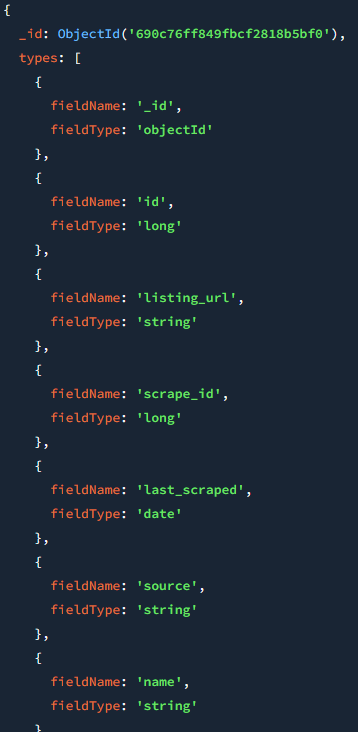 {
  _id: ObjectId('690c76ff849fbcf2818b5bf0'),
  types: [
    {
      fieldName: '_id',
      fieldType: 'objectId'
    },
    {
      fieldName: 'id',
      fieldType: 'long'
    },
    {
      fieldName: 'listing_url',
      fieldType: 'string'
    },
    {
      fieldName: 'scrape_id',
      fieldType: 'long'
    },
    {
      fieldName: 'last_scraped',
      fieldType: 'date'
    },
    {
      fieldName: 'source',
      fieldType: 'string'
    },
    {
      fieldName: 'name',
      fieldType: 'string'
    }